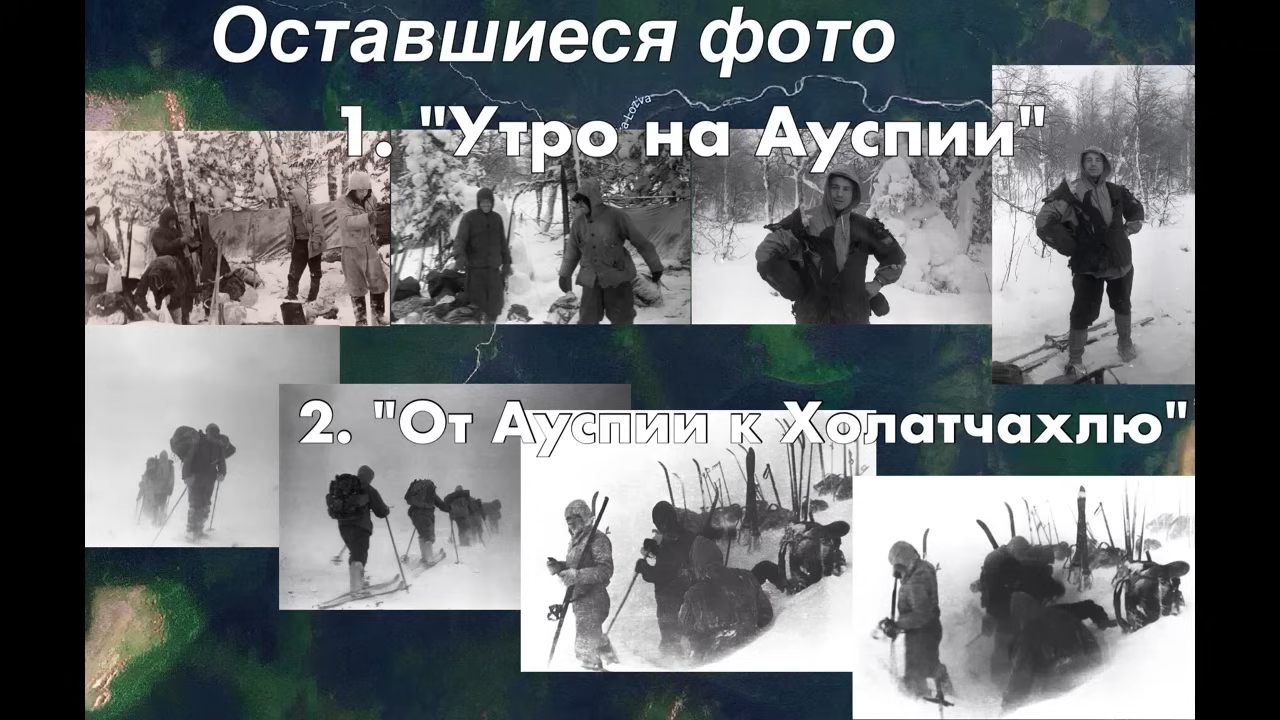 Оставшиеся фото
1. "Утро на Ауспии"
2. "От Ауспии к Холатчахлю"